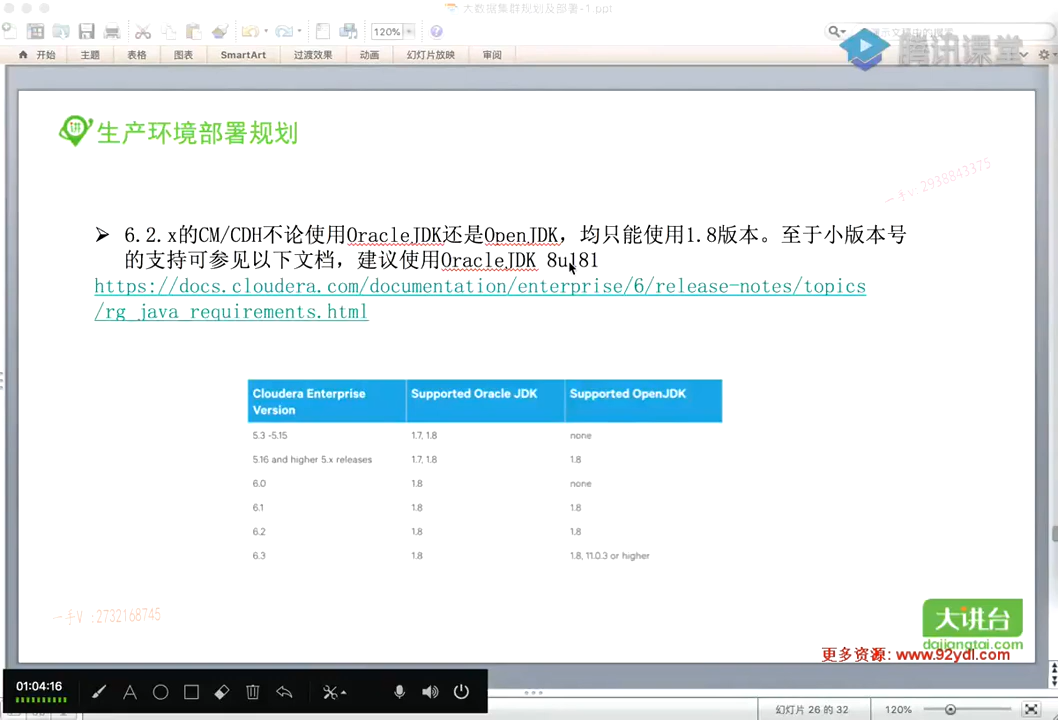 大数据集群规划及部署-1.ppt
120%
腾讯课堂
开始 主题 表格 图表 SmartArt 过渡效果 动画 幻灯片放映 审阅
生产环境部署规划
一手v:2938843375
6.2.x的CM/CDH不论使用OracleJDK还是OpenJDK，均只能使用1.8版本。至于小版本号
的支持可参见以下文档，建议使用OracleJDK 8u181
https://docs.cloudera.com/documentation/enterprise/6/release-notes/topics
/rg_java_requirements.html
Cloudera Enterprise Version Supported Oracle JDK Supported OpenJDK
5.3 -5.15 1.7, 1.8 none
5.16 and higher 5.x releases 1.7, 1.8 1.8
6.0 1.8 none
6.1 1.8 1.8
6.2 1.8 1.8
6.3 1.8 1.8, 11.0.3 or higher
一手V :2732168745
大讲台
dajiangtai.com
更多资源: www.92ydl.com
01:04:16
幻灯片 26 的 32 120%